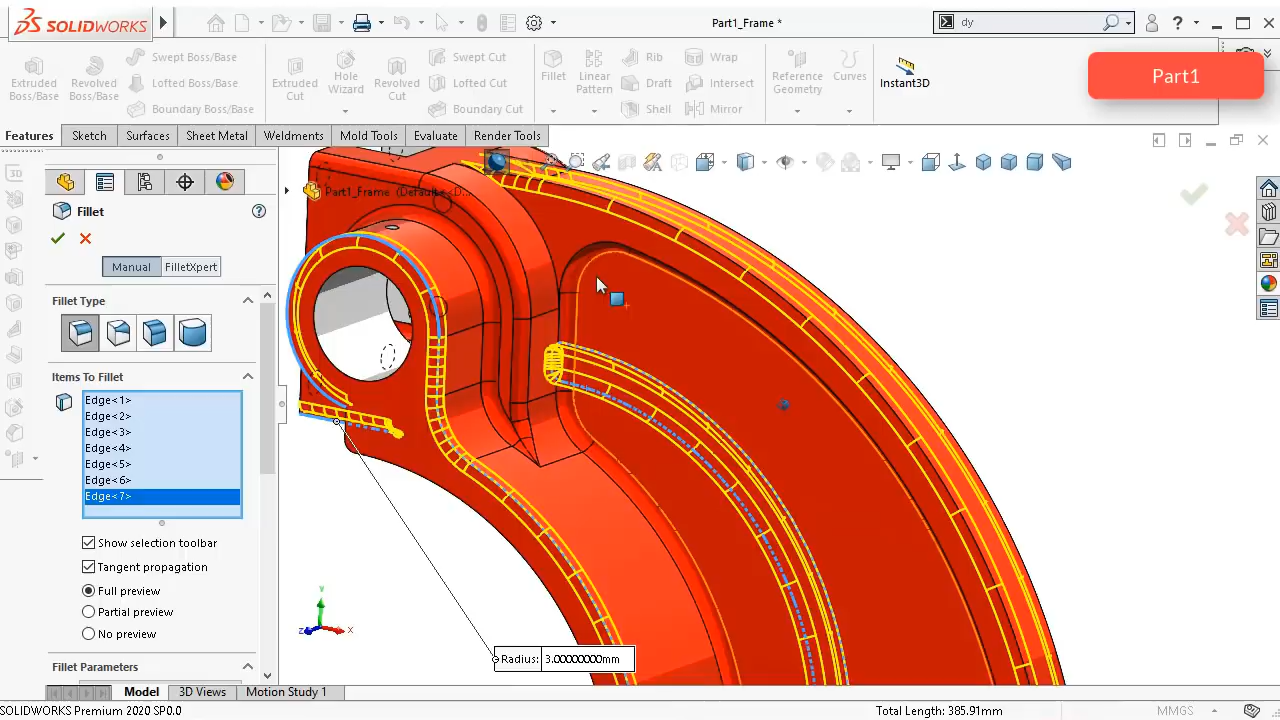 SOLIDWORKS
Part1_Frame *
dy
Extruded Boss/Base
Revolved Boss/Base
Swept Boss/Base
Lofted Boss/Base
Boundary Boss/Base
Extruded Cut
Hole Wizard
Revolved Cut
Swept Cut
Lofted Cut
Boundary Cut
Fillet
Linear Pattern
Rib
Draft
Shell
Wrap
Intersect
Mirror
Reference Geometry
Curves
Instant3D
Part1
Features
Sketch
Surfaces
Sheet Metal
Weldments
Mold Tools
Evaluate
Render Tools
Part1_Frame (Default<<D...
Fillet
Manual
FilletXpert
Fillet Type
Items To Fillet
Edge<1>
Edge<2>
Edge<3>
Edge<4>
Edge<5>
Edge<6>
Edge<7>
Show selection toolbar
Tangent propagation
Full preview
Partial preview
No preview
Fillet Parameters
Y
Z
X
Radius: 3.00000000mm
Model
3D Views
Motion Study 1
SOLIDWORKS Premium 2020 SP0.0
Total Length: 385.91mm
MMGS